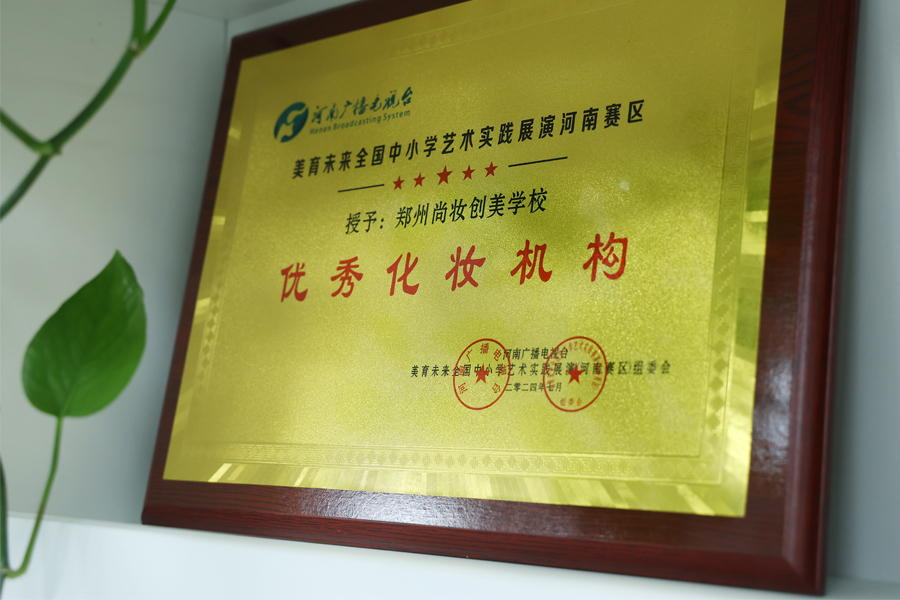 河南广播电视台
Henan Broadcasting System
美育未来全国中小学艺术实践展演河南赛区
授予：郑州尚妆创美学校
优秀化妆机构
河南广播电视台
美育未来全国中小学艺术实践展演(河南赛区)组委会
二零二四年七月